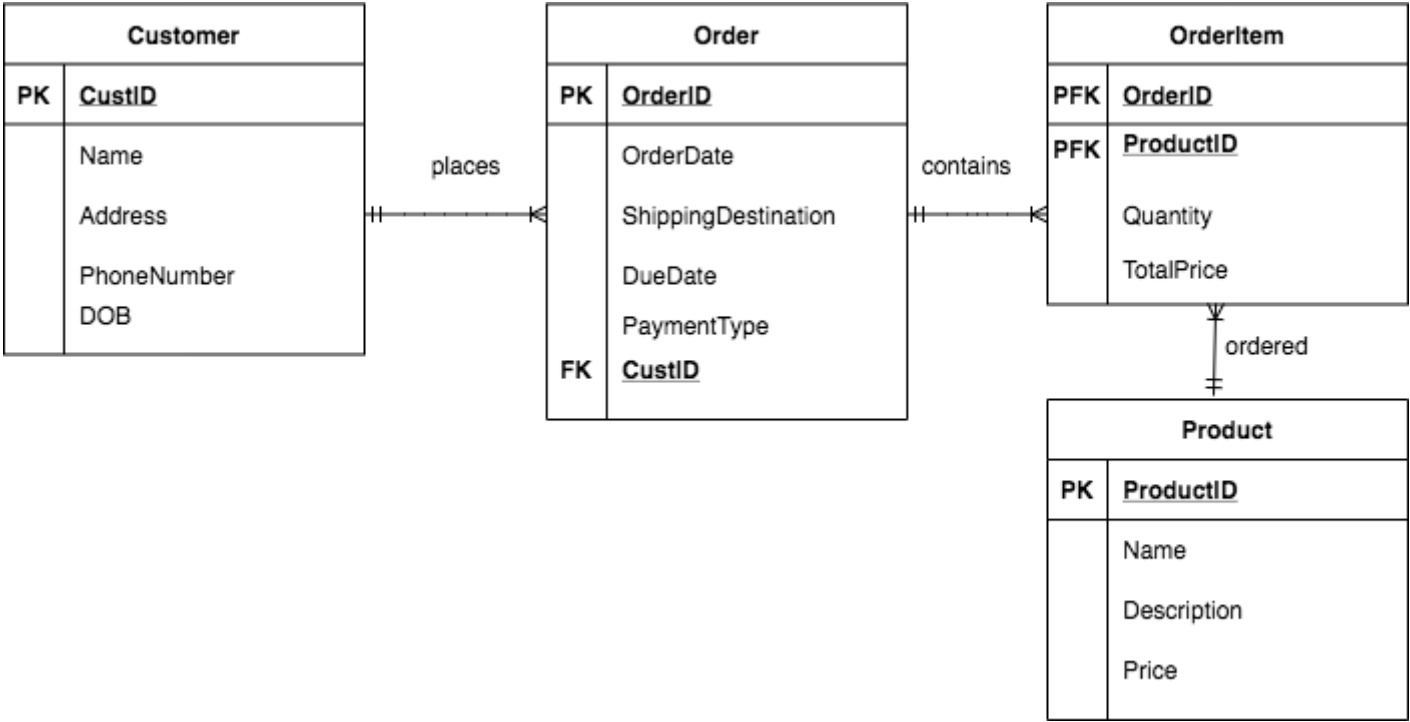 Customer
PK CustID
Name
Address
PhoneNumber
DOB
places
Order
PK OrderID
OrderDate
ShippingDestination
DueDate
PaymentType
FK CustID
contains
OrderItem
PFK OrderID
PFK ProductID
Quantity
TotalPrice
ordered
Product
PK ProductID
Name
Description
Price